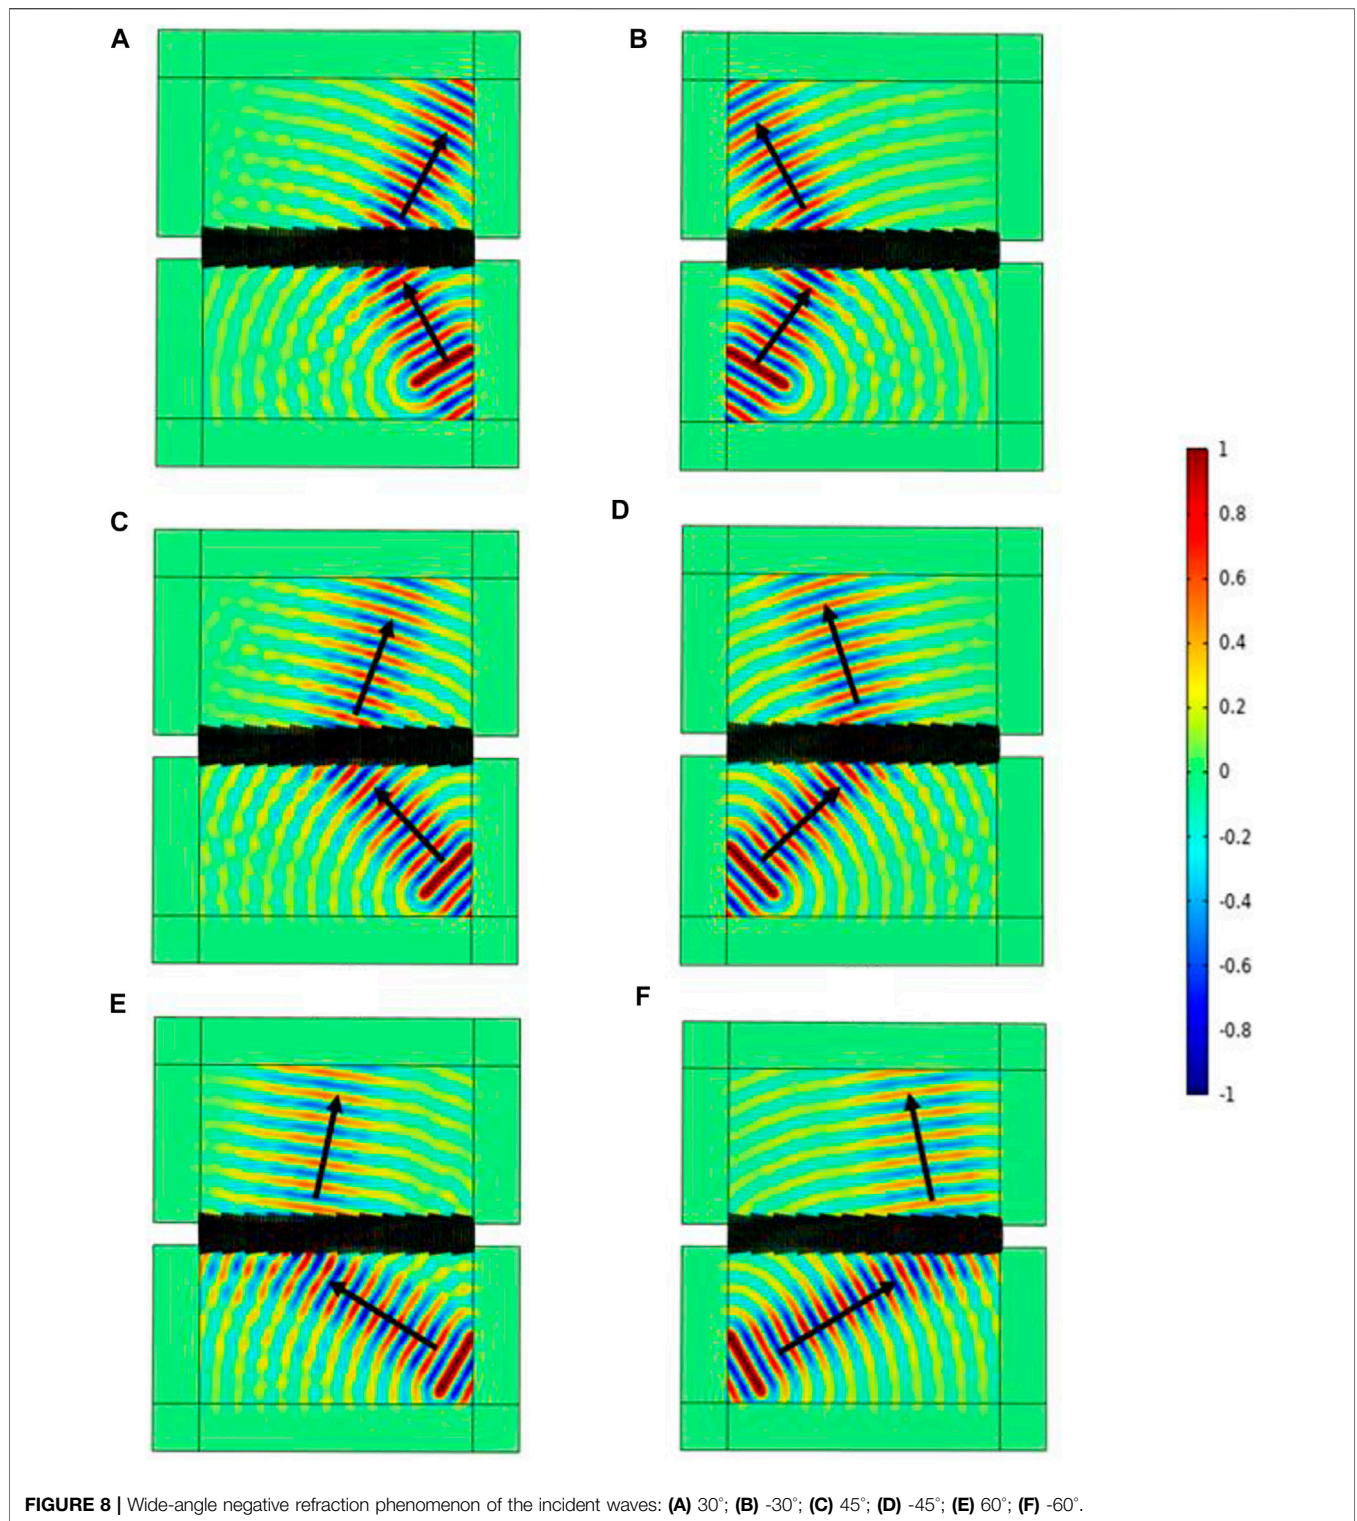 A
B
C
D
E
F
1
0.8
0.6
0.4
0.2
0
-0.2
-0.4
-0.6
-0.8
-1
FIGURE 8 | Wide-angle negative refraction phenomenon of the incident waves: (A) 30°; (B) -30°; (C) 45°; (D) -45°; (E) 60°; (F) -60°.